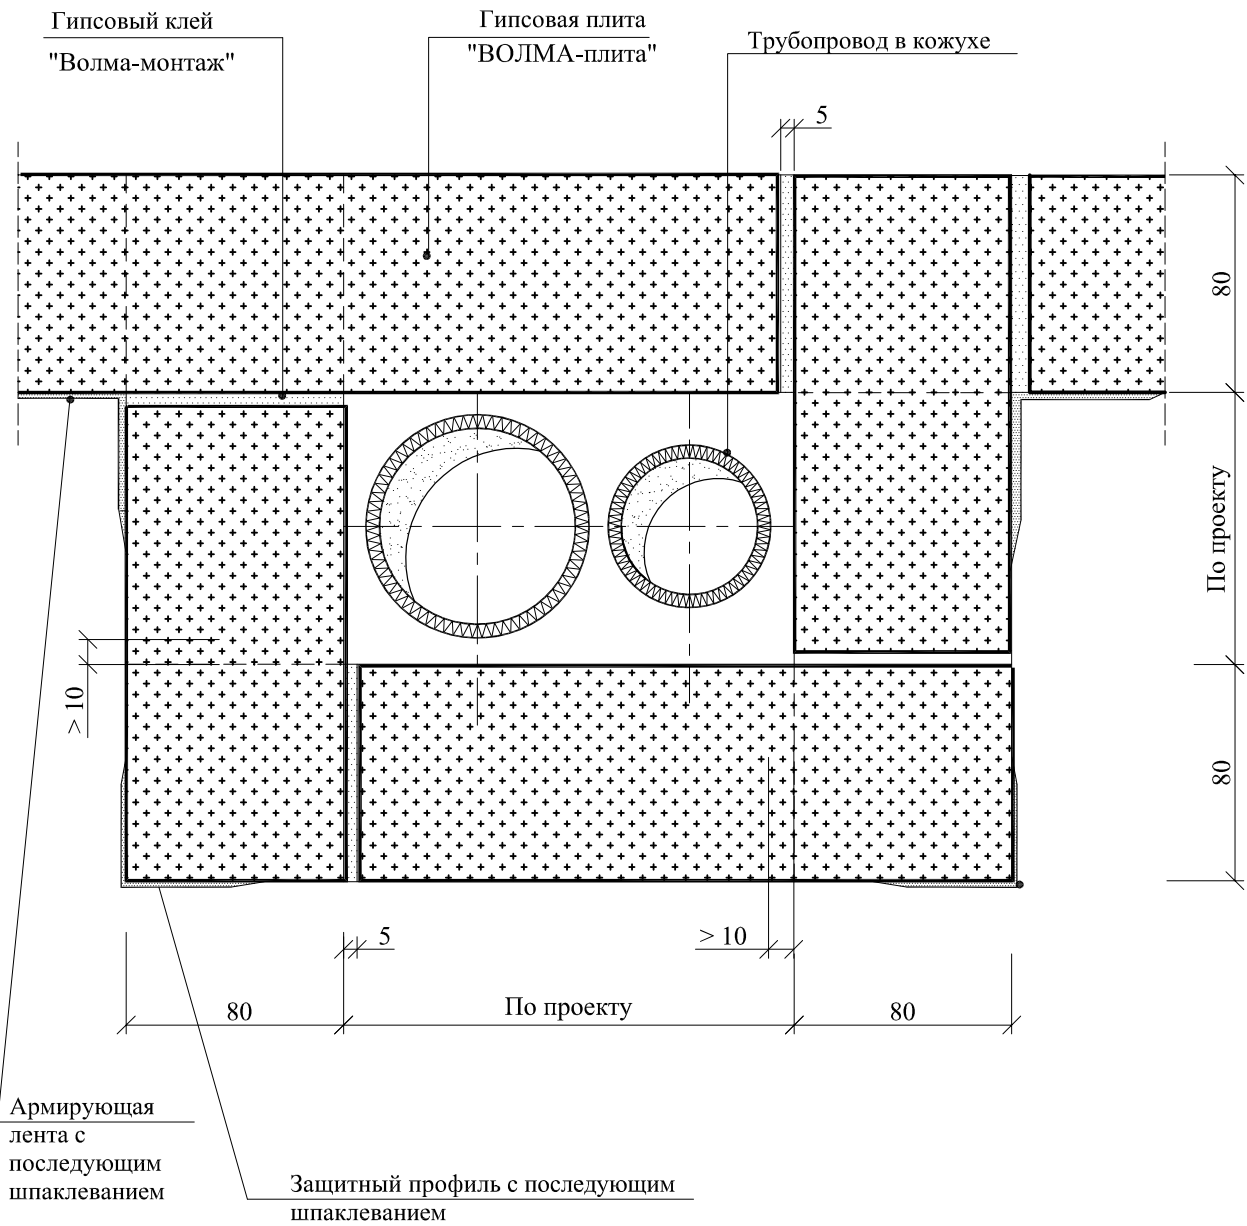 Гипсовый клей
"Волма-монтаж"
Гипсовая плита
"ВОЛМА-плита"
Трубопровод в кожухе
5
80
По проекту
> 10
80
5
> 10
80
По проекту
80
Армирующая
лента с
последующим
шпаклеванием
Защитный профиль с последующим
шпаклеванием